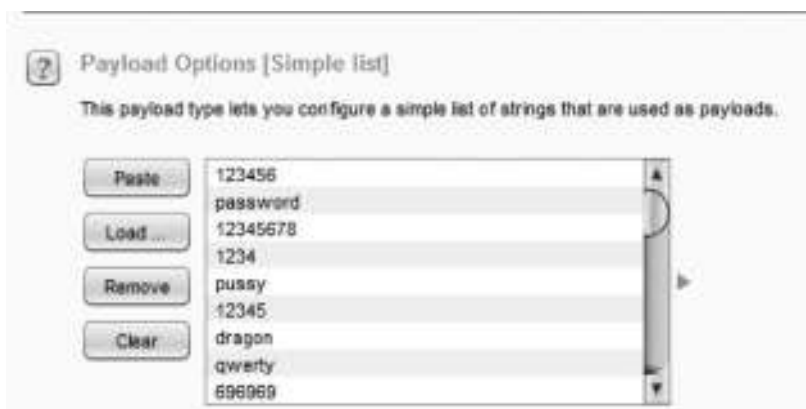 ?
Payload Options [Simple list]
This payload type lets you configure a simple list of strings that are used as payloads.
Paste
Load ...
Remove
Clear
123456
password
12345678
1234
pussy
12345
dragon
qwerty
696969